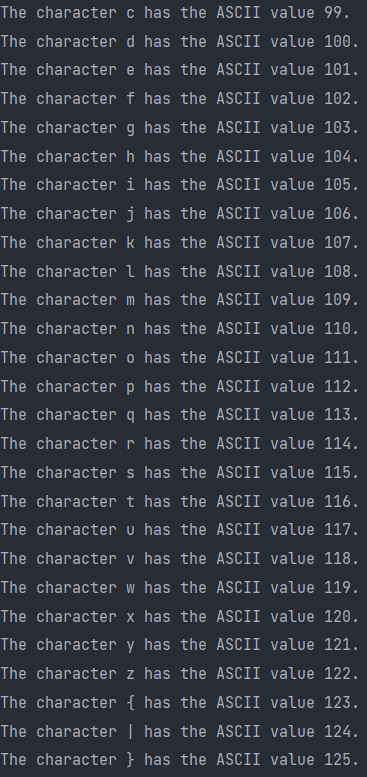 The character c has the ASCII value 99.
The character d has the ASCII value 100.
The character e has the ASCII value 101.
The character f has the ASCII value 102.
The character g has the ASCII value 103.
The character h has the ASCII value 104.
The character i has the ASCII value 105.
The character j has the ASCII value 106.
The character k has the ASCII value 107.
The character l has the ASCII value 108.
The character m has the ASCII value 109.
The character n has the ASCII value 110.
The character o has the ASCII value 111.
The character p has the ASCII value 112.
The character q has the ASCII value 113.
The character r has the ASCII value 114.
The character s has the ASCII value 115.
The character t has the ASCII value 116.
The character u has the ASCII value 117.
The character v has the ASCII value 118.
The character w has the ASCII value 119.
The character x has the ASCII value 120.
The character y has the ASCII value 121.
The character z has the ASCII value 122.
The character { has the ASCII value 123.
The character | has the ASCII value 124.
The character } has the ASCII value 125.